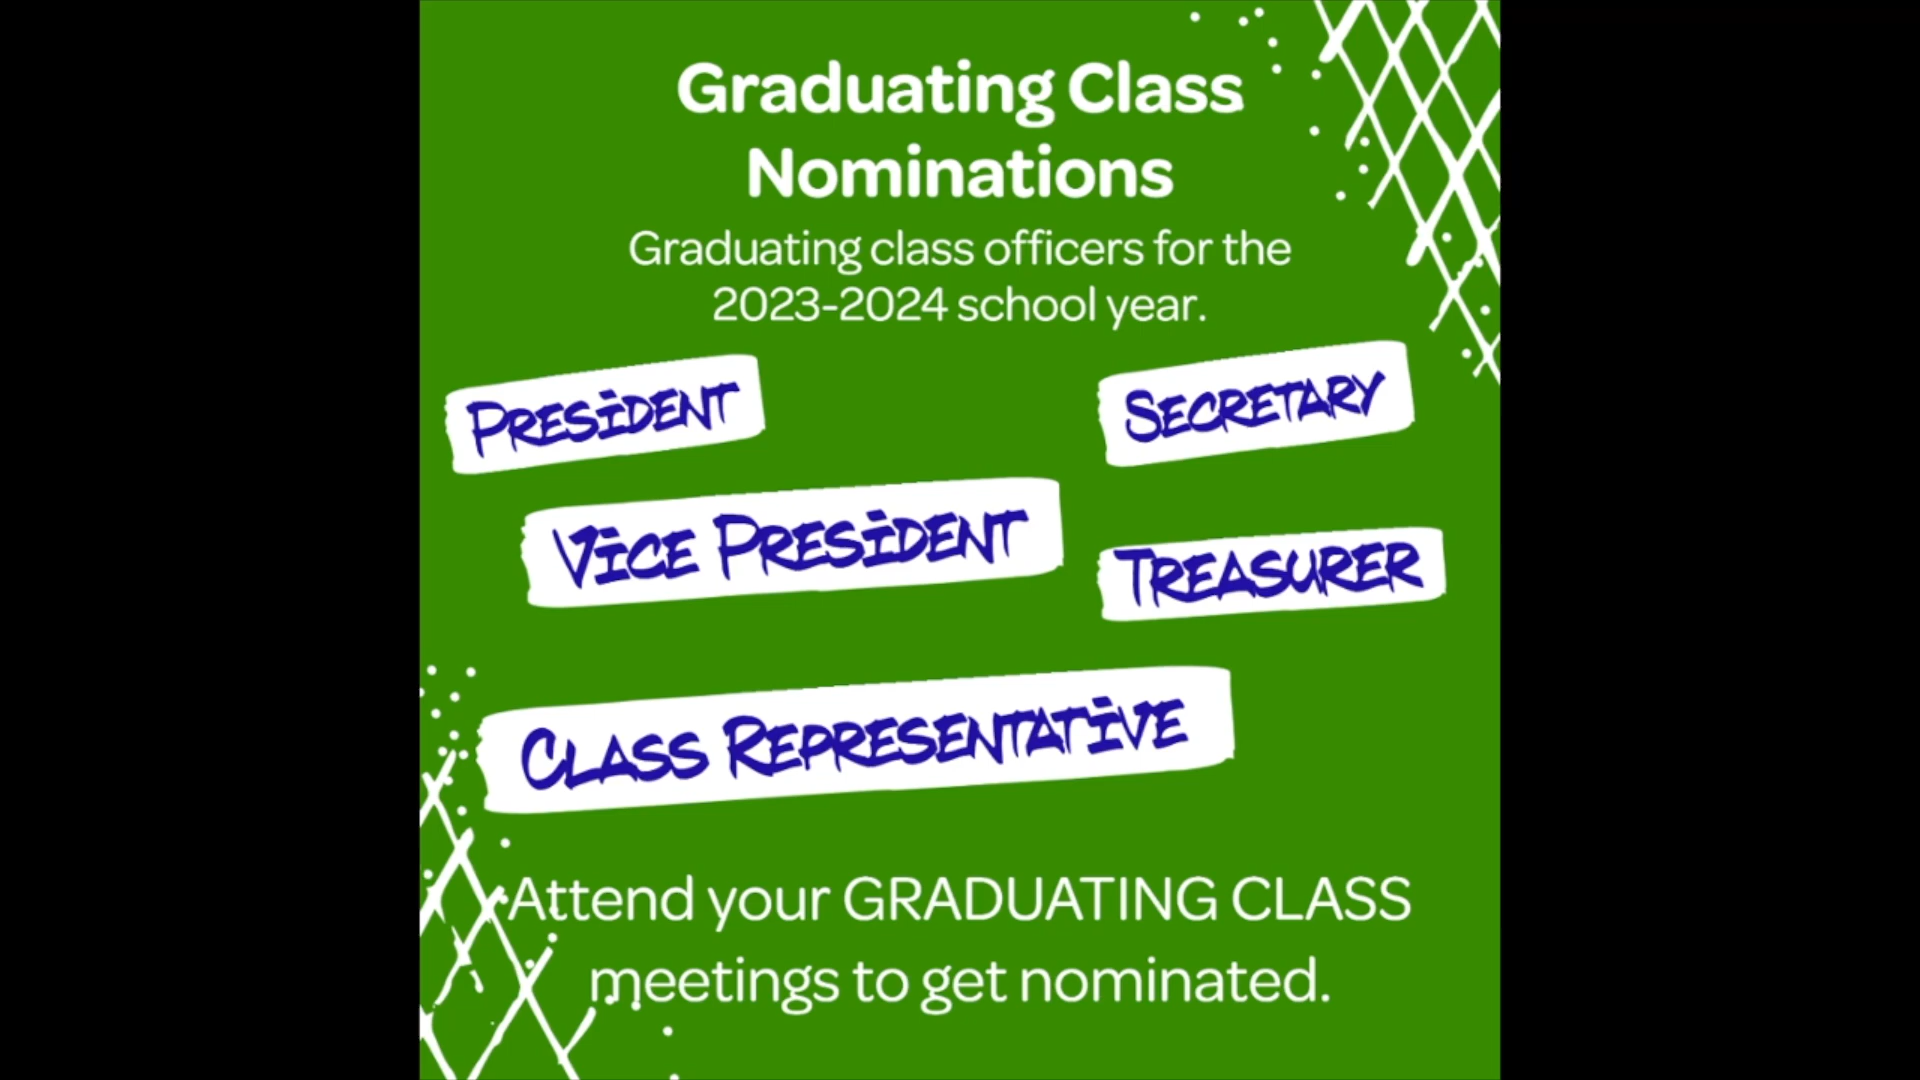 Graduating Class
Nominations
Graduating class officers for the
2023-2024 school year.
PRESIDENT
SECRETARY
VICE PRESIDENT
TREASURER
CLASS REPRESENTATIVE
Attend your GRADUATING CLASS
meetings to get nominated.